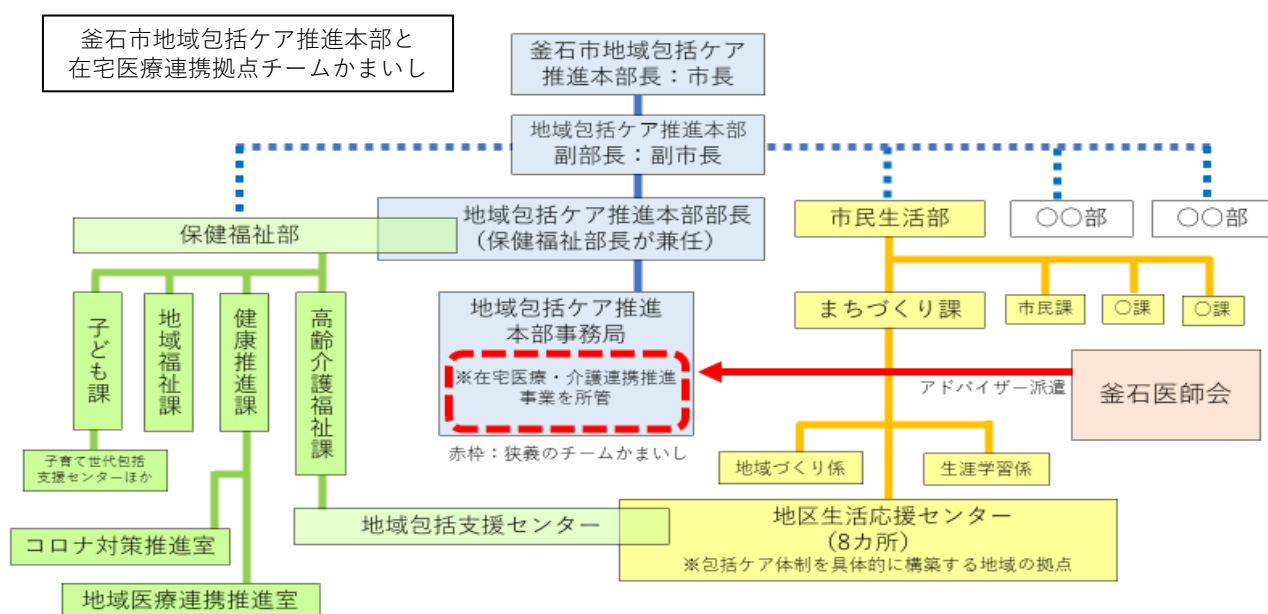 釜石市地域包括ケア推進本部と
在宅医療連携拠点チームかまいし
釜石市地域包括ケア
推進本部長：市長
地域包括ケア推進本部
副部長：副市長
保健福祉部
地域包括ケア推進本部部長
（保健福祉部長が兼任）
市民生活部
〇〇部
〇〇部
子ども課
地域福祉課
健康推進課
高齢介護福祉課
地域包括ケア推進
本部事務局
※在宅医療・介護連携推進
事業を所管
まちづくり課
市民課
〇課
〇課
アドバイザー派遣
釜石医師会
赤枠：狭義のチームかまいし
子育て世代包括
支援センターほか
地域づくり係
生涯学習係
コロナ対策推進室
地域包括支援センター
地区生活応援センター
（8カ所）
※包括ケア体制を具体的に構築する地域の拠点
地域医療連携推進室